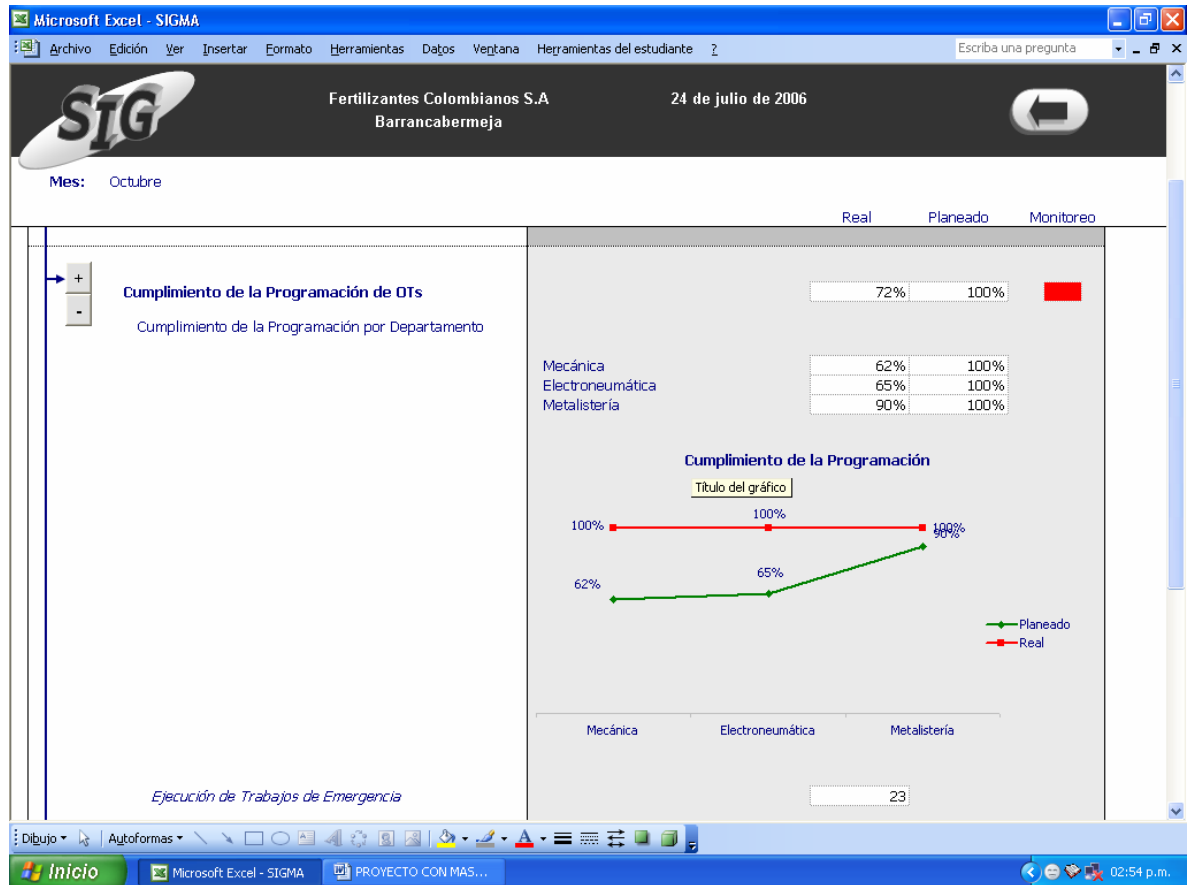 Microsoft Excel - SIGMA
Archivo Edición Ver Insertar Formato Herramientas Datos Ventana Herramientas del estudiante ? Escriba una pregunta
SIG
Fertilizantes Colombianos S.A 24 de julio de 2006
Barrancabermeja
Mes: Octubre
Real Planeado Monitoreo
+
Cumplimiento de la Programación de OTs 72% 100%
-
Cumplimiento de la Programación por Departamento
Mecánica 62% 100%
Electroneumática 65% 100%
Metalistería 90% 100%
Cumplimiento de la Programación
Título del gráfico
100% 100% 100%
90%
62% 65%
Planeado
Real
Mecánica Electroneumática Metalistería
Ejecución de Trabajos de Emergencia 23
Dibujo Autoformas
Inicio Microsoft Excel - SIGMA PROYECTO CON MAS... 02:54 p.m.